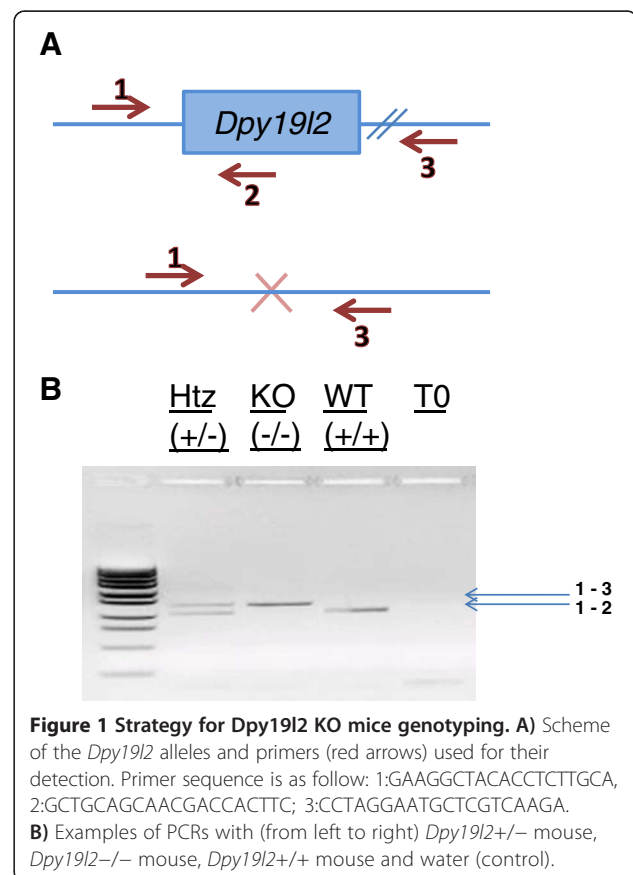 A
1
Dpy19l2
2
3
1
3
B
Htz KO WT T0
(+/-) (-/-) (+/+)
1 - 3
1 - 2
Figure 1 Strategy for Dpy19l2 KO mice genotyping. A) Scheme
of the Dpy19l2 alleles and primers (red arrows) used for their
detection. Primer sequence is as follow: 1:GAAGGCTACACCTCTTGCA,
2:GCTGCAGCAACGACCACTTC; 3:CCTAGGAATGCTCGTCAAGA.
B) Examples of PCRs with (from left to right) Dpy19l2+/− mouse,
Dpy19l2−/− mouse, Dpy19l2+/+ mouse and water (control).